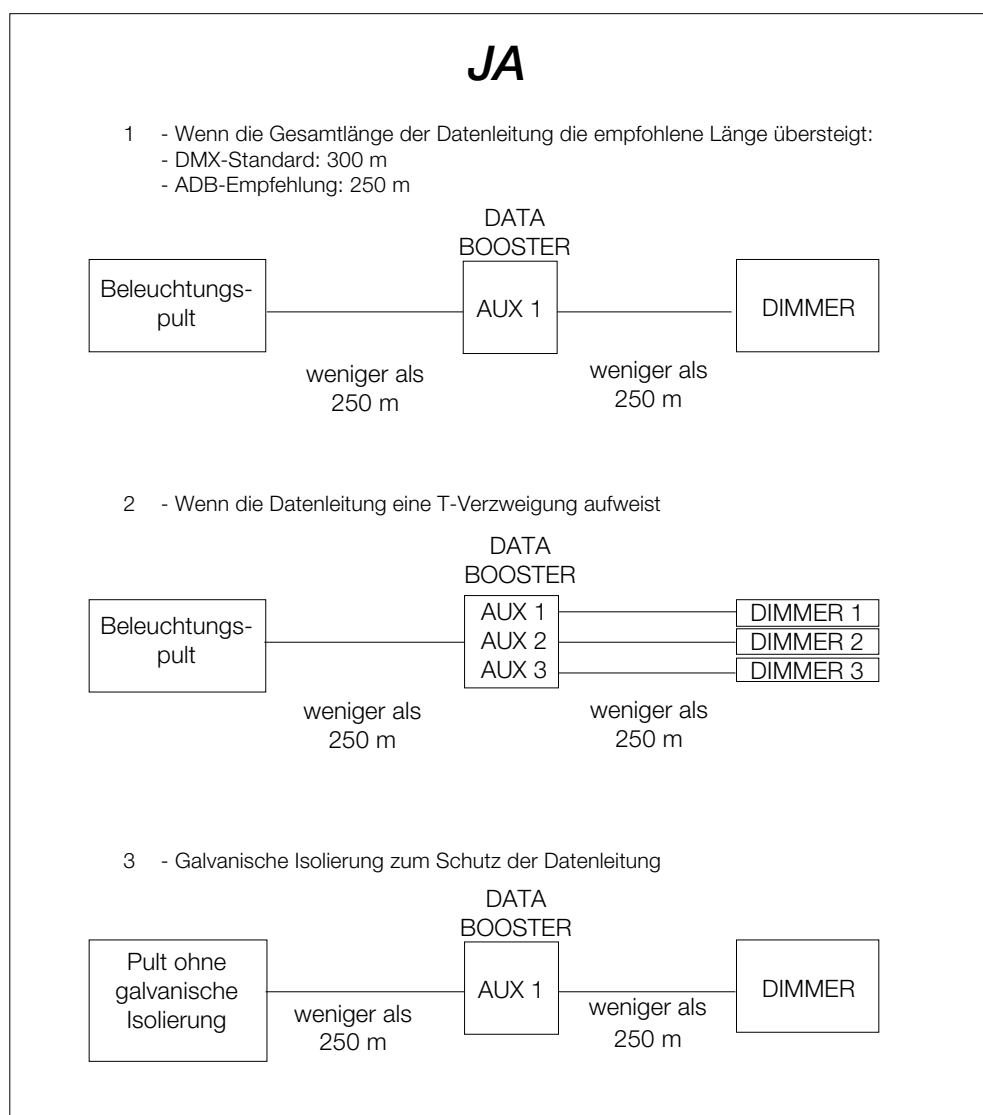 JA
1 - Wenn die Gesamtlänge der Datenleitung die empfohlene Länge übersteigt:
- DMX-Standard: 300 m
- ADB-Empfehlung: 250 m
DATA
BOOSTER
Beleuchtungs-
pult
AUX 1
DIMMER
weniger als
250 m
weniger als
250 m
2 - Wenn die Datenleitung eine T-Verzweigung aufweist
DATA
BOOSTER
Beleuchtungs-
pult
AUX 1
AUX 2
AUX 3
DIMMER 1
DIMMER 2
DIMMER 3
weniger als
250 m
weniger als
250 m
3 - Galvanische Isolierung zum Schutz der Datenleitung
DATA
BOOSTER
Pult ohne
galvanische
Isolierung
AUX 1
DIMMER
weniger als
250 m
weniger als
250 m